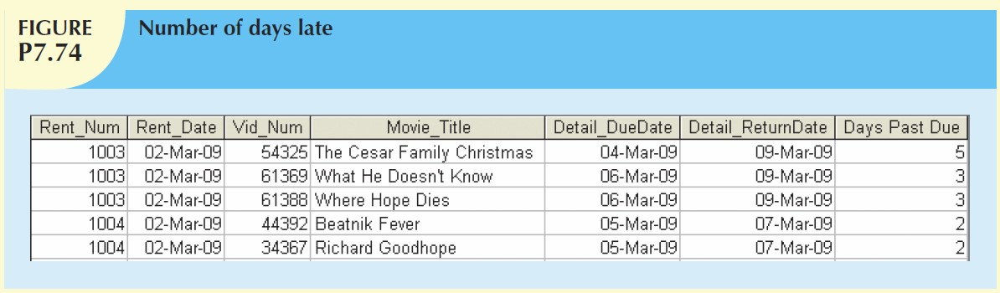 FIGURE
P7.74
Number of days late
Rent_Num Rent_Date Vid_Num Movie_Title Detail_DueDate Detail_ReturnDate Days Past Due
1003 02-Mar-09 54325 The Cesar Family Christmas 04-Mar-09 09-Mar-09 5
1003 02-Mar-09 61369 What He Doesn't Know 06-Mar-09 09-Mar-09 3
1003 02-Mar-09 61388 Where Hope Dies 06-Mar-09 09-Mar-09 3
1004 02-Mar-09 44392 Beatnik Fever 05-Mar-09 07-Mar-09 2
1004 02-Mar-09 34367 Richard Goodhope 05-Mar-09 07-Mar-09 2